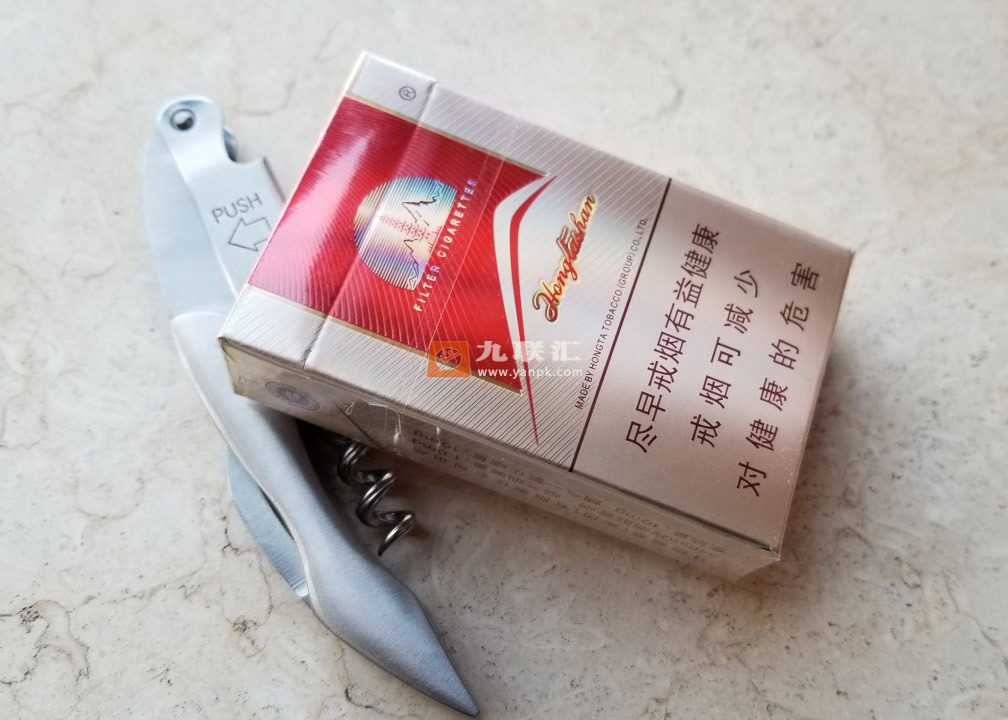 ®
PUSH
FILTER CIGARETTES
Hongtashan
MADE BY HONGTA TOBACCO (GROUP) CO., LTD.
尽早戒烟有益健康
戒烟可减少
对健康的危害
九联汇
www.yanpk.com